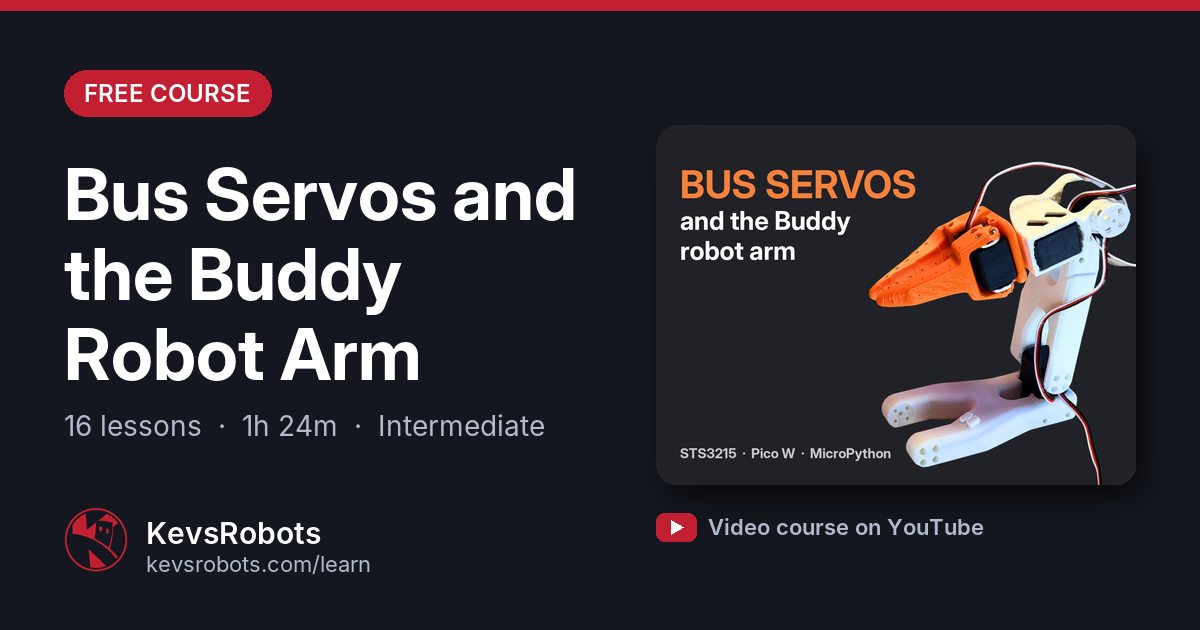 FREE COURSE
Bus Servos and
the Buddy
Robot Arm
16 lessons · 1h 24m · Intermediate
KevsRobots
kevsrobots.com/learn
BUS SERVOS
and the Buddy
robot arm
STS3215 · Pico W · MicroPython
Video course on YouTube